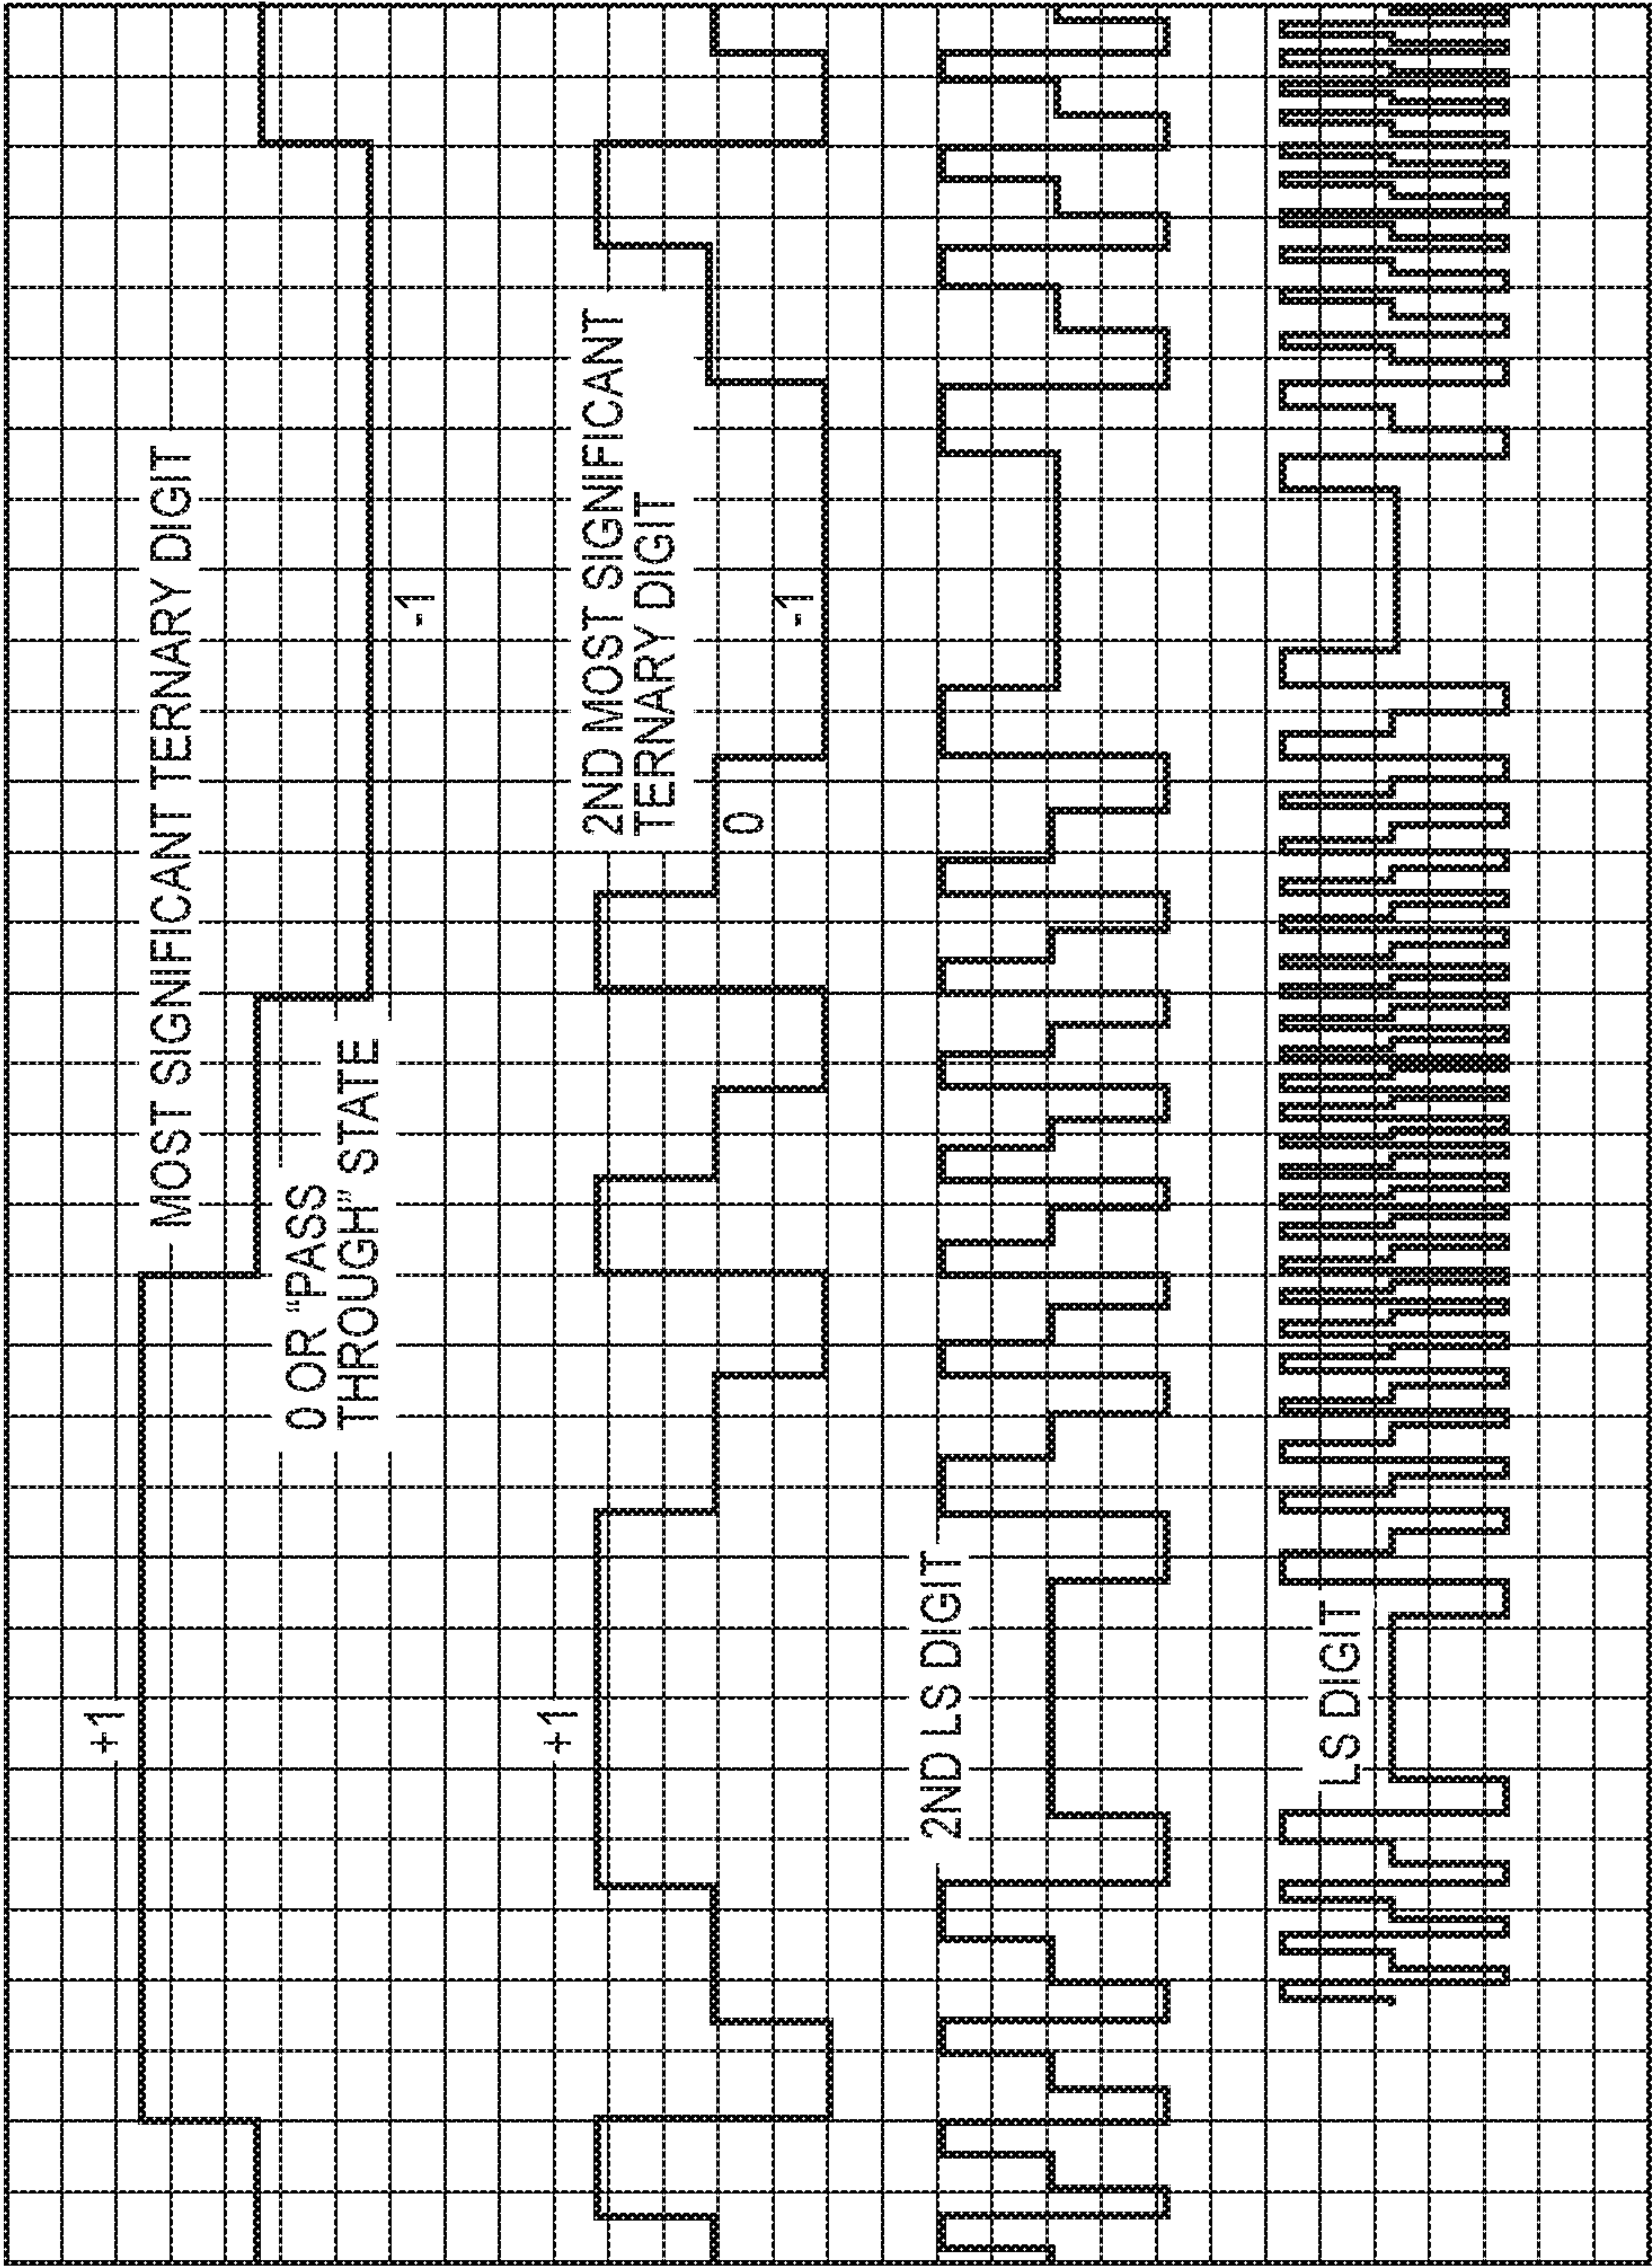 +1
MOST SIGNIFICANT TERNARY DIGIT
0 OR “PASS
THROUGH” STATE
-1
+1
2ND MOST SIGNIFICANT
TERNARY DIGIT
0
-1
2ND LS DIGIT
LS DIGIT